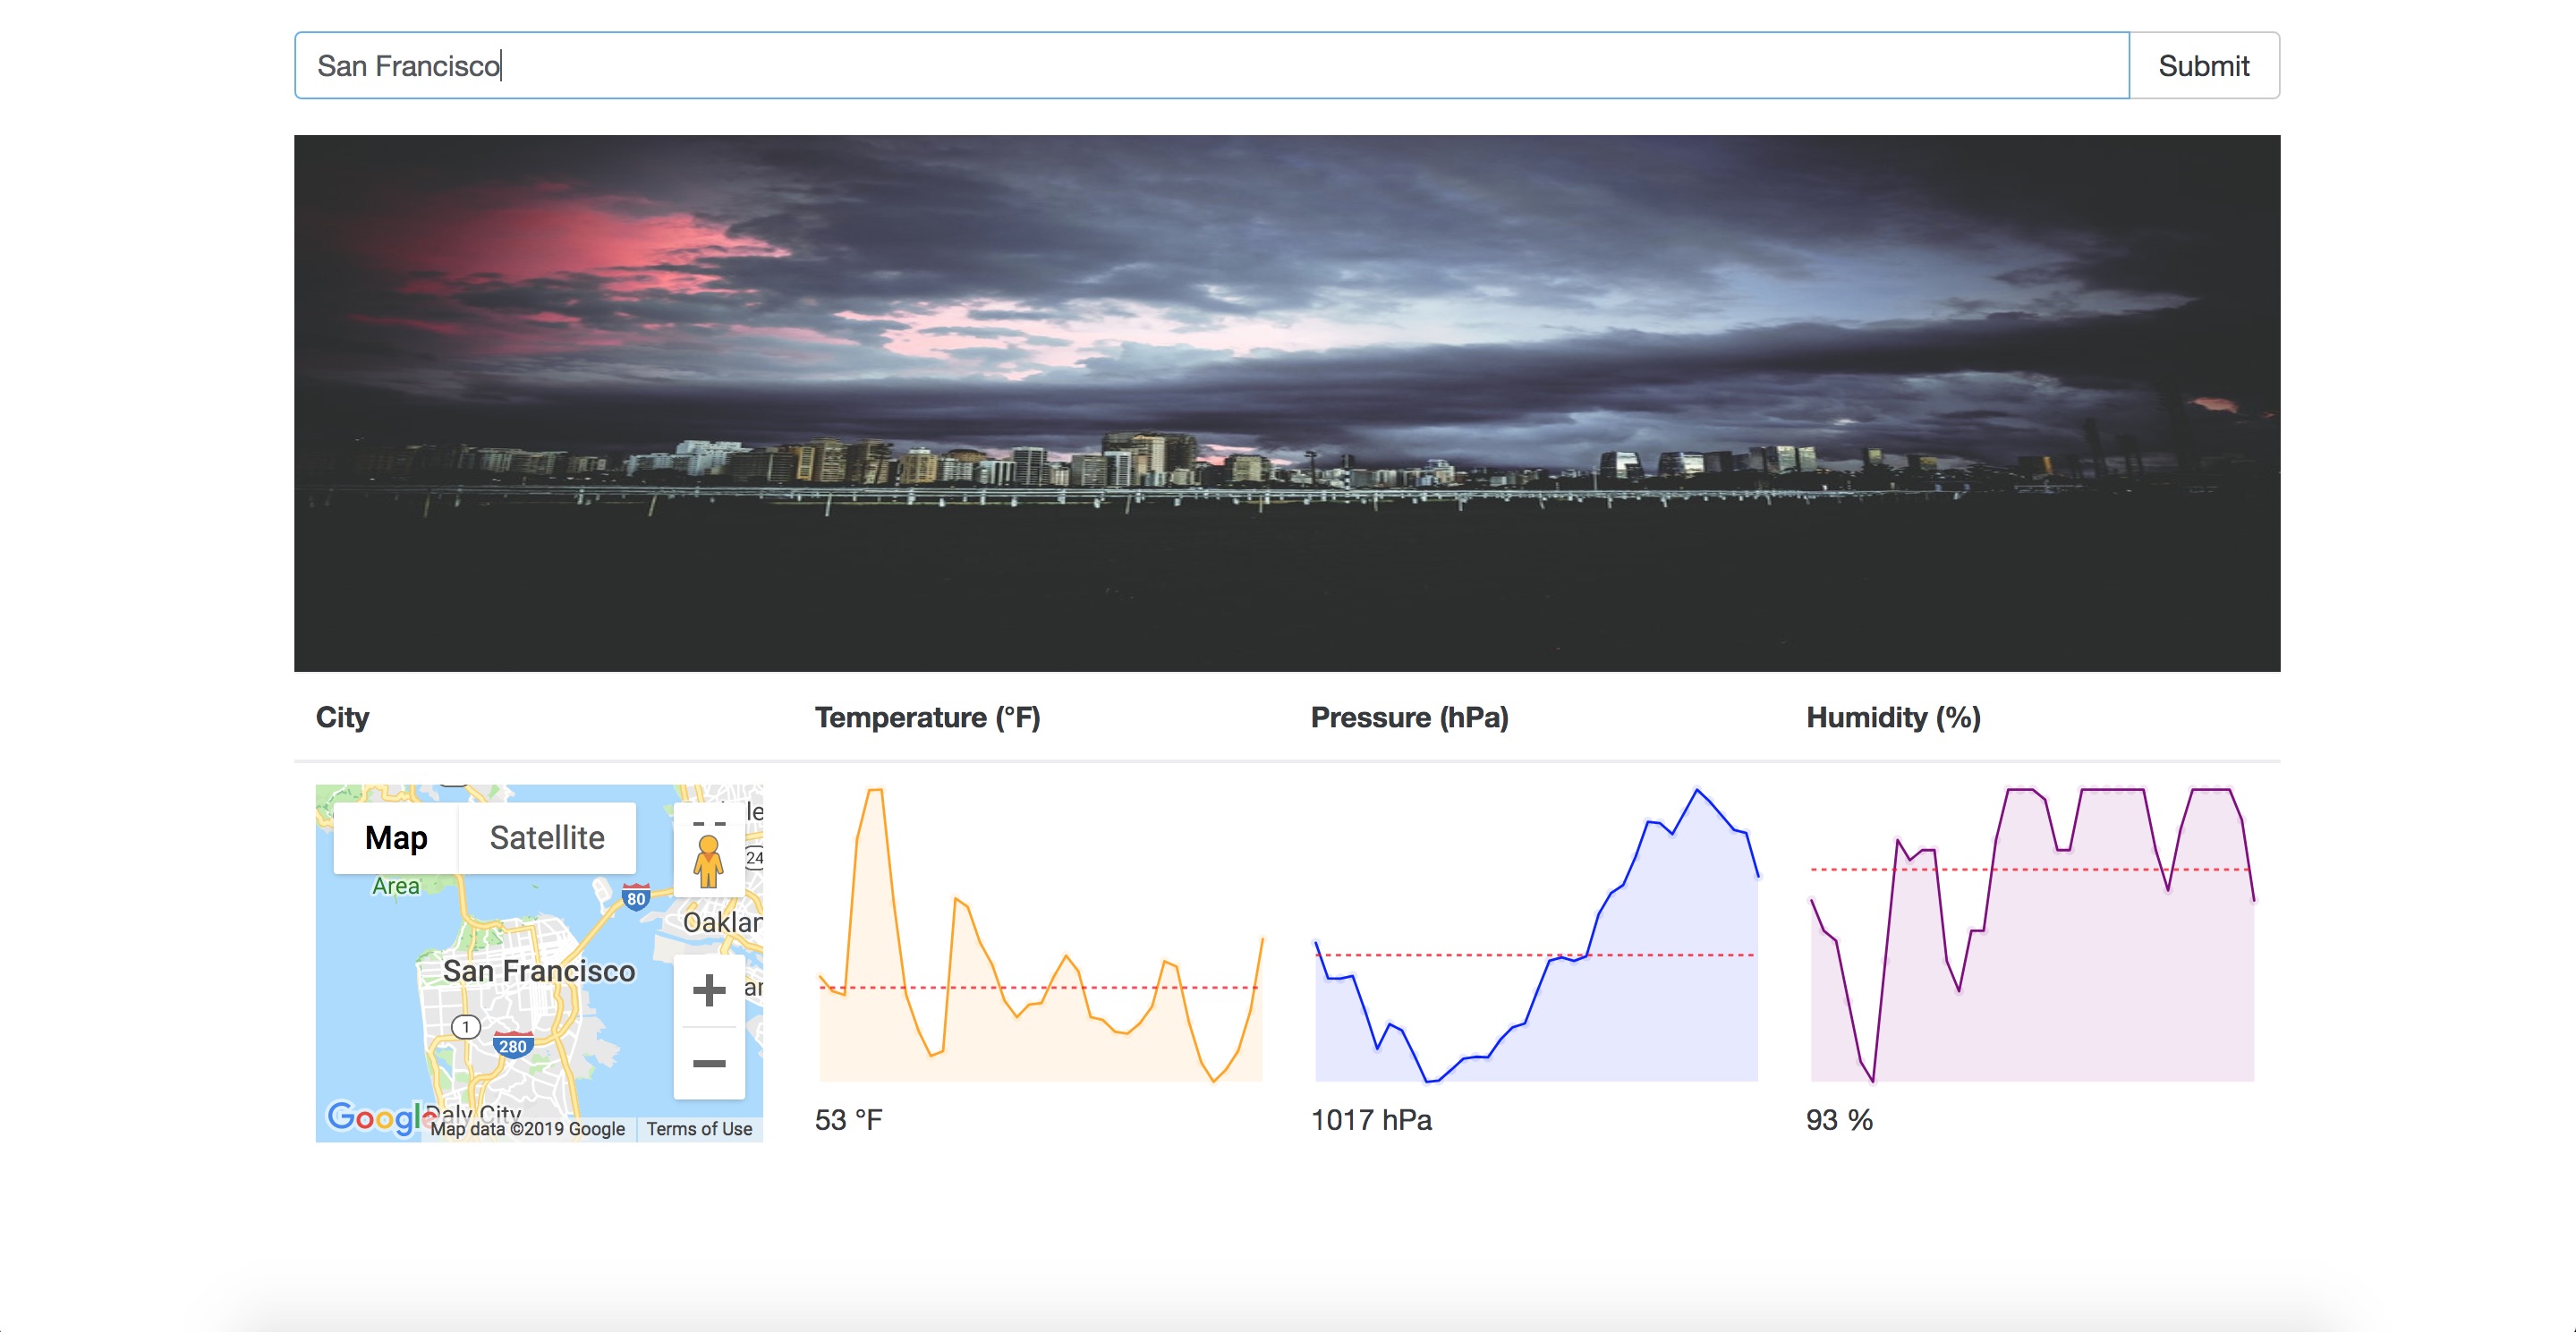 San Francisco
Submit
City
Temperature (°F)
Pressure (hPa)
Humidity (%)
Map
Satellite
24
Area
80
San Francisco
1
280
Daly City
Google
Map data ©2019 Google
Terms of Use
53 °F
1017 hPa
93 %